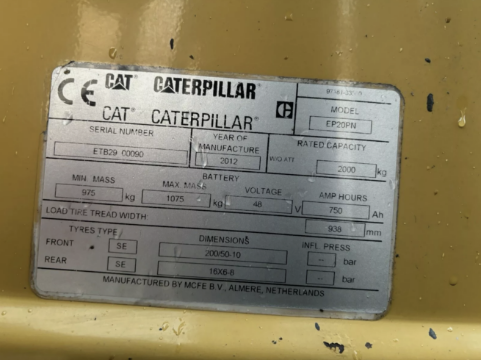 CE CAT CATERPILLAR
CAT® CATERPILLAR®
MODEL
EP20PN
SERIAL NUMBER YEAR OF MANUFACTURE RATED CAPACITY
ETB29-00090 2012 W/O ATT 2000 kg
BATTERY
MIN. MASS MAX. MASS VOLTAGE AMP HOURS
975 kg 1075 kg 48 V 750 Ah
LOAD TIRE TREAD WIDTH 938 mm
TYRES TYPE DIMENSIONS INFL. PRESS
FRONT SE 200/50-10 -- bar
REAR SE 16X6-8 -- bar
MANUFACTURED BY MCFE B.V., ALMERE, NETHERLANDS